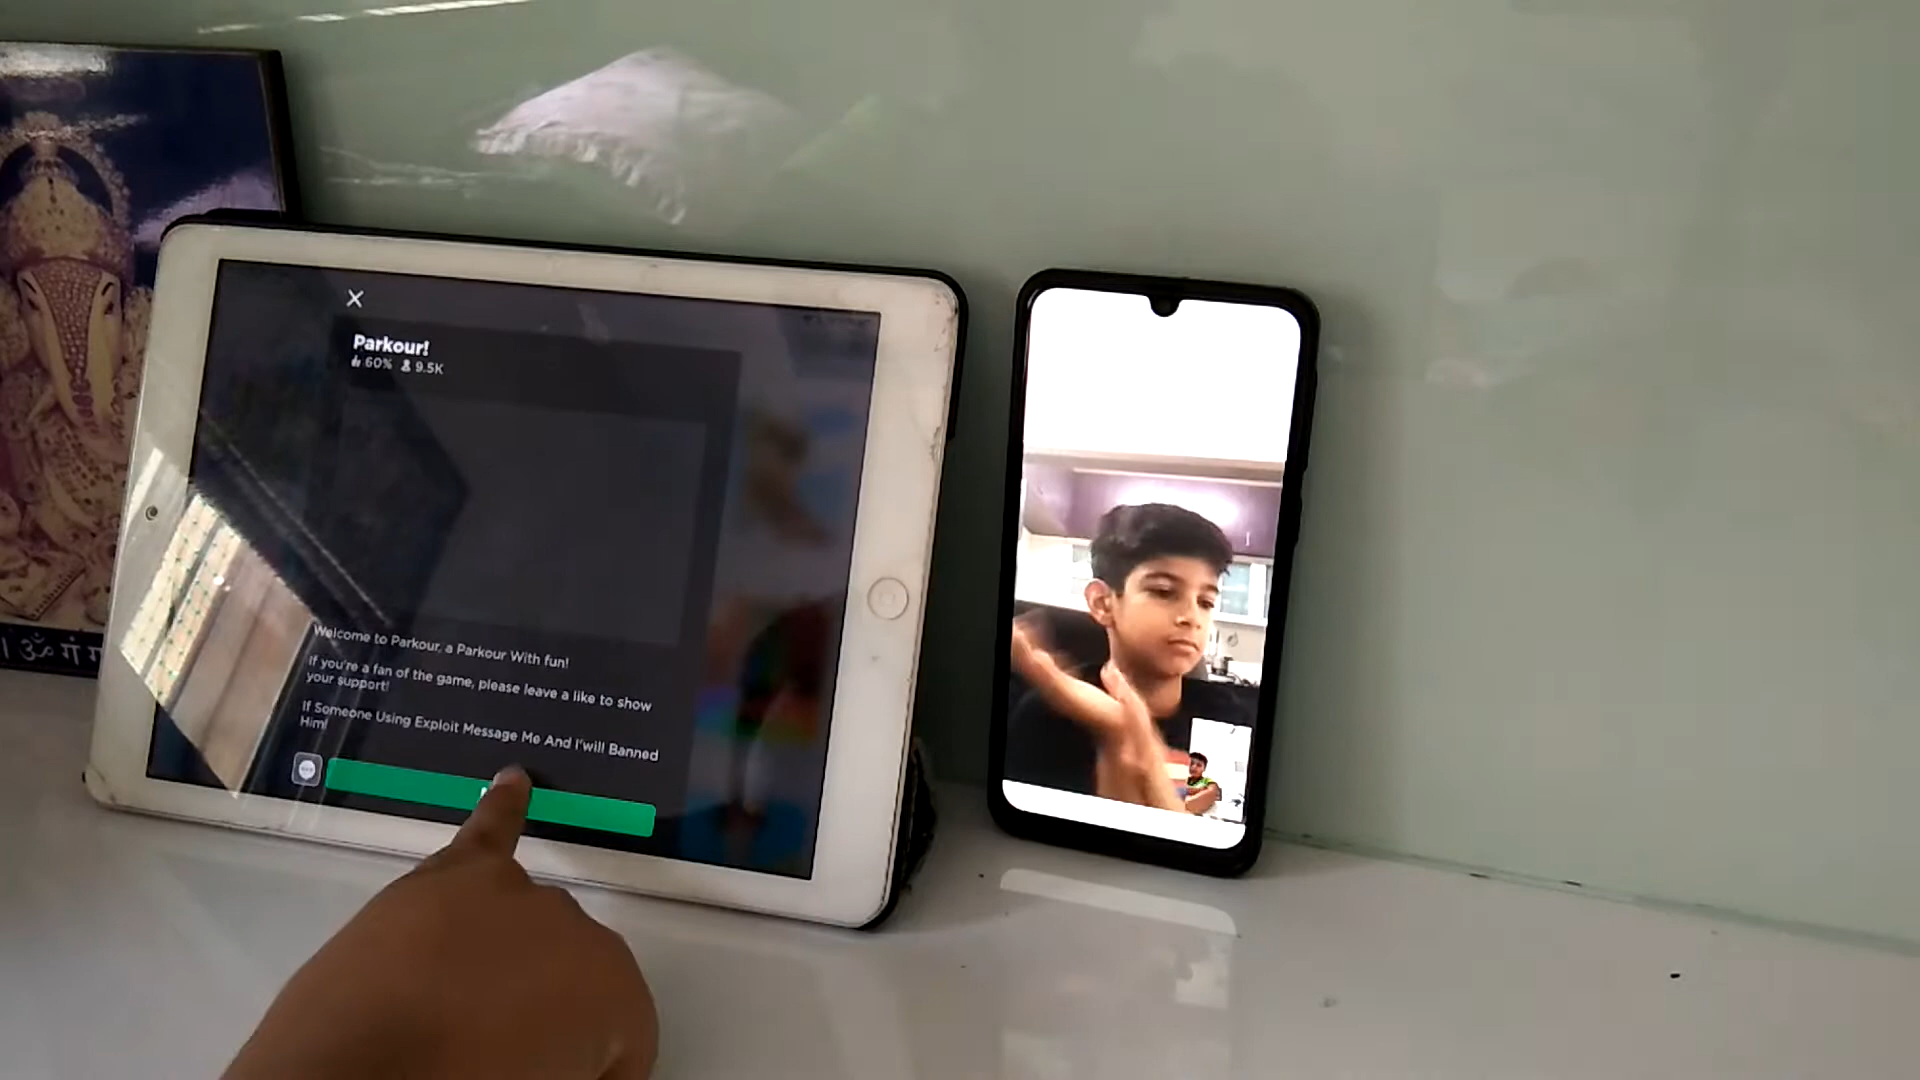 Parkour!
60% 9.5K
Welcome to Parkour, a Parkour With fun!
If you're a fan of the game, please leave a like to show
your support!
If Someone Using Exploit Message Me And I'will Banned
Him!
ॐ गं